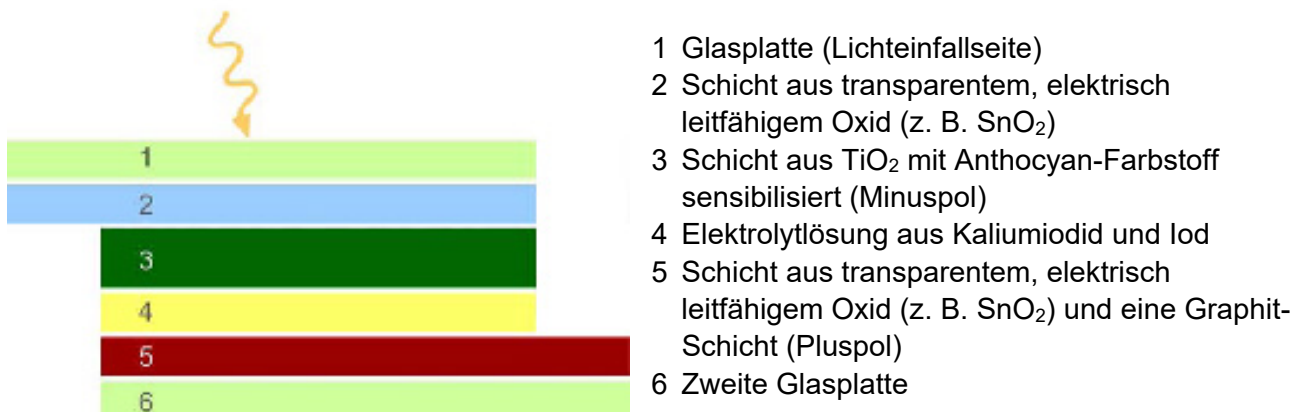 1
2
3
4
5
6
1 Glasplatte (Lichteinfallseite)
2 Schicht aus transparentem, elektrisch
leitfähigem Oxid (z. B. SnO₂)
3 Schicht aus TiO₂ mit Anthocyan-Farbstoff
sensibilisiert (Minuspol)
4 Elektrolytlösung aus Kaliumiodid und Iod
5 Schicht aus transparentem, elektrisch
leitfähigem Oxid (z. B. SnO₂) und eine Graphit-
Schicht (Pluspol)
6 Zweite Glasplatte